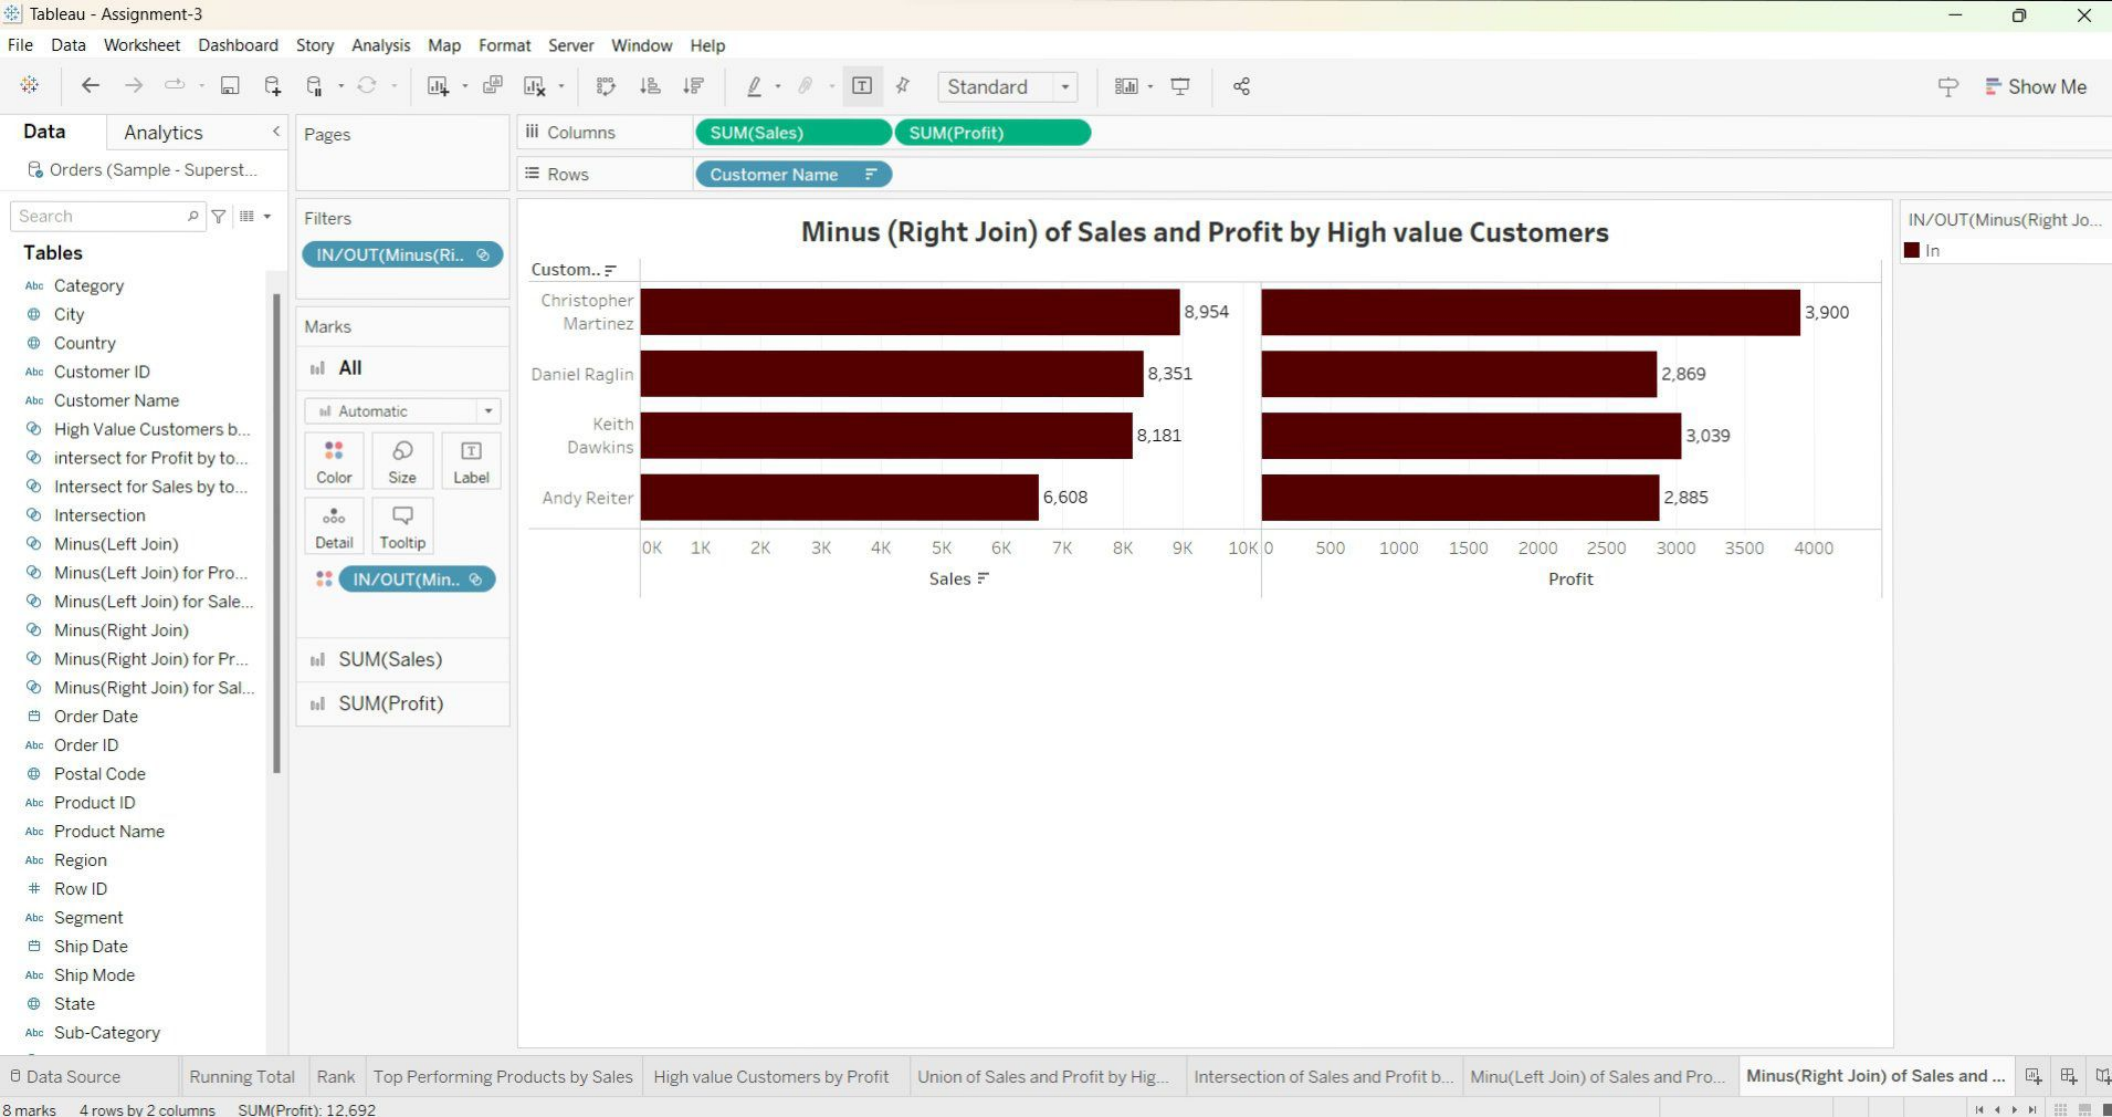 Tableau - Assignment-3
File Data Worksheet Dashboard Story Analysis Map Format Server Window Help
Standard
Show Me
Data Analytics
Orders (Sample - Superst...
Search
Tables
Abc Category
City
Country
Abc Customer ID
Abc Customer Name
High Value Customers b...
intersect for Profit by to...
Intersect for Sales by to...
Intersection
Minus(Left Join)
Minus(Left Join) for Pro...
Minus(Left Join) for Sale...
Minus(Right Join)
Minus(Right Join) for Pr...
Minus(Right Join) for Sal...
Order Date
Abc Order ID
Postal Code
Abc Product ID
Abc Product Name
Abc Region
# Row ID
Abc Segment
Ship Date
Abc Ship Mode
State
Abc Sub-Category
Pages
Filters
IN/OUT(Minus(Ri..
Marks
All
Automatic
Color Size Label
Detail Tooltip
IN/OUT(Min..
SUM(Sales)
SUM(Profit)
Columns SUM(Sales) SUM(Profit)
Rows Customer Name
Minus (Right Join) of Sales and Profit by High value Customers
Custom..
Christopher
Martinez
8,954 3,900
Daniel Raglin 8,351 2,869
Keith
Dawkins
8,181 3,039
Andy Reiter 6,608 2,885
0K 1K 2K 3K 4K 5K 6K 7K 8K 9K 10K 0 500 1000 1500 2000 2500 3000 3500 4000
Sales Profit
IN/OUT(Minus(Right Jo...
In
Data Source Running Total Rank Top Performing Products by Sales High value Customers by Profit Union of Sales and Profit by Hig... Intersection of Sales and Profit b... Minu(Left Join) of Sales and Pro... Minus(Right Join) of Sales and ...
8 marks 4 rows by 2 columns SUM(Profit): 12,692